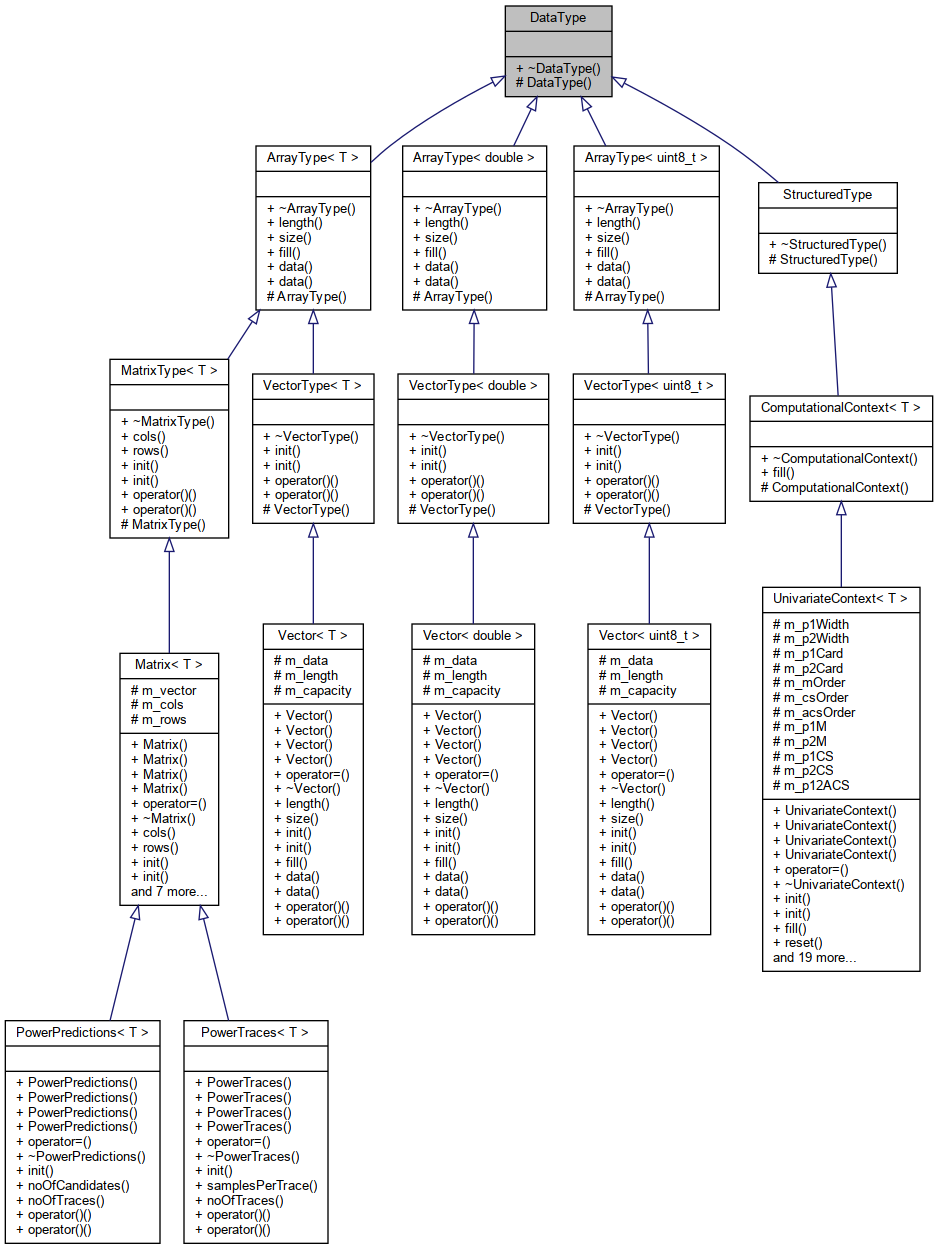 DataType
+ ~DataType()
# DataType()
ArrayType< T >
+ ~ArrayType()
+ length()
+ size()
+ fill()
+ data()
+ data()
# ArrayType()
ArrayType< double >
+ ~ArrayType()
+ length()
+ size()
+ fill()
+ data()
+ data()
# ArrayType()
ArrayType< uint8_t >
+ ~ArrayType()
+ length()
+ size()
+ fill()
+ data()
+ data()
# ArrayType()
StructuredType
+ ~StructuredType()
# StructuredType()
MatrixType< T >
+ ~MatrixType()
+ cols()
+ rows()
+ init()
+ init()
+ operator()()
+ operator()()
# MatrixType()
VectorType< T >
+ ~VectorType()
+ init()
+ init()
+ operator()()
+ operator()()
# VectorType()
VectorType< double >
+ ~VectorType()
+ init()
+ init()
+ operator()()
+ operator()()
# VectorType()
VectorType< uint8_t >
+ ~VectorType()
+ init()
+ init()
+ operator()()
+ operator()()
# VectorType()
ComputationalContext< T >
+ ~ComputationalContext()
+ fill()
# ComputationalContext()
Matrix< T >
# m_vector
# m_cols
# m_rows
+ Matrix()
+ Matrix()
+ Matrix()
+ Matrix()
+ operator=()
+ ~Matrix()
+ cols()
+ rows()
+ init()
+ init()
and 7 more...
Vector< T >
# m_data
# m_length
# m_capacity
+ Vector()
+ Vector()
+ Vector()
+ Vector()
+ operator=()
+ ~Vector()
+ length()
+ size()
+ init()
+ init()
+ fill()
+ data()
+ data()
+ operator()()
+ operator()()
Vector< double >
# m_data
# m_length
# m_capacity
+ Vector()
+ Vector()
+ Vector()
+ Vector()
+ operator=()
+ ~Vector()
+ length()
+ size()
+ init()
+ init()
+ fill()
+ data()
+ data()
+ operator()()
+ operator()()
Vector< uint8_t >
# m_data
# m_length
# m_capacity
+ Vector()
+ Vector()
+ Vector()
+ Vector()
+ operator=()
+ ~Vector()
+ length()
+ size()
+ init()
+ init()
+ fill()
+ data()
+ data()
+ operator()()
+ operator()()
UnivariateContext< T >
# m_p1Width
# m_p2Width
# m_p1Card
# m_p2Card
# m_mOrder
# m_csOrder
# m_acsOrder
# m_p1M
# m_p2M
# m_p1CS
# m_p2CS
# m_p12ACS
+ UnivariateContext()
+ UnivariateContext()
+ UnivariateContext()
+ UnivariateContext()
+ operator=()
+ ~UnivariateContext()
+ init()
+ init()
+ fill()
+ reset()
and 19 more...
PowerPredictions< T >
+ PowerPredictions()
+ PowerPredictions()
+ PowerPredictions()
+ PowerPredictions()
+ operator=()
+ ~PowerPredictions()
+ init()
+ noOfCandidates()
+ noOfTraces()
+ operator()()
+ operator()()
PowerTraces< T >
+ PowerTraces()
+ PowerTraces()
+ PowerTraces()
+ PowerTraces()
+ operator=()
+ ~PowerTraces()
+ init()
+ samplesPerTrace()
+ noOfTraces()
+ operator()()
+ operator()()